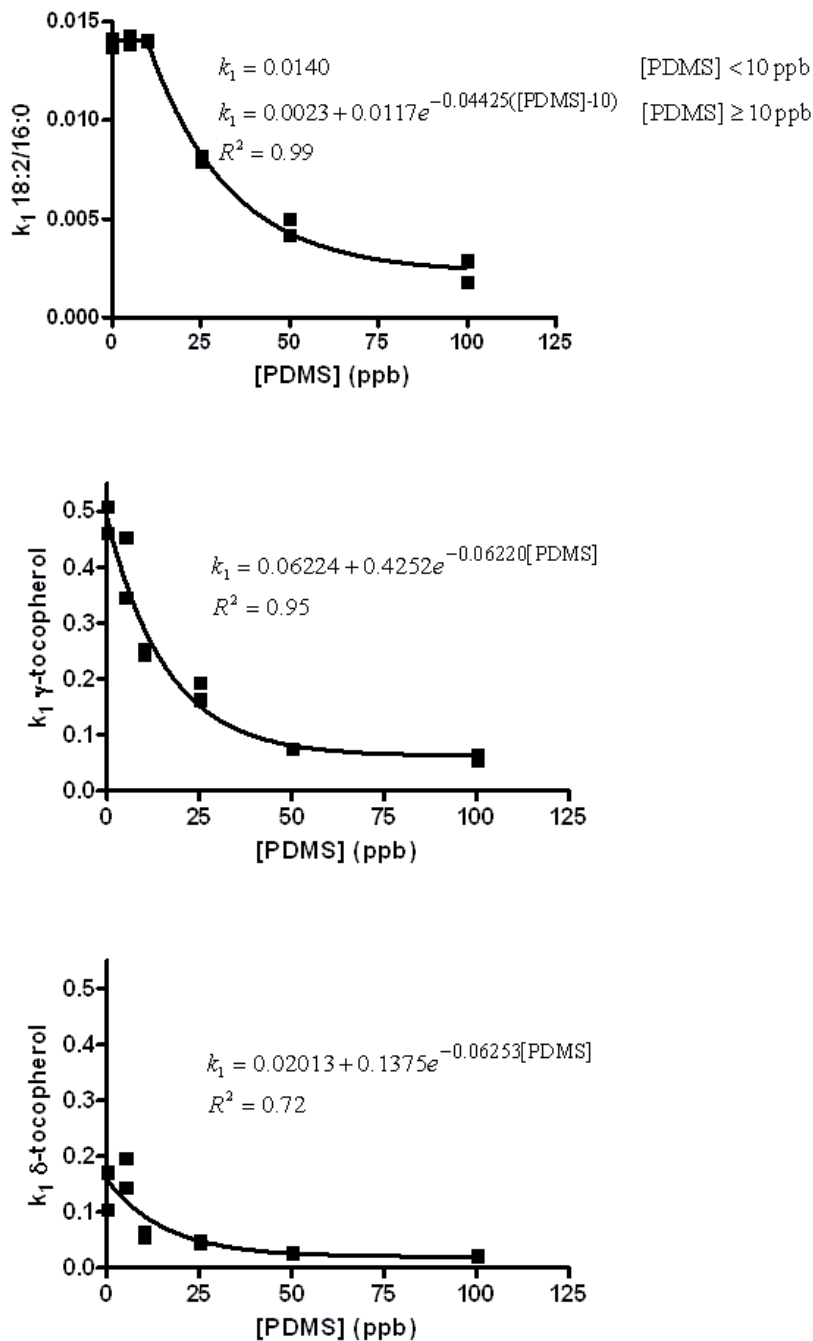 0.015
0.010
0.005
0.000
k₁ 18:2/16:0
k₁ = 0.0140 [PDMS] < 10 ppb
k₁ = 0.0023 + 0.0117e^−0.04425([PDMS]-10) [PDMS] ≥ 10 ppb
R² = 0.99
0 25 50 75 100 125
[PDMS] (ppb)
0.5
0.4
0.3
0.2
0.1
0.0
k₁ γ-tocopherol
k₁ = 0.06224 + 0.4252e^−0.06220[PDMS]
R² = 0.95
0 25 50 75 100 125
[PDMS] (ppb)
0.5
0.4
0.3
0.2
0.1
0.0
k₁ δ-tocopherol
k₁ = 0.02013 + 0.1375e^−0.06253[PDMS]
R² = 0.72
0 25 50 75 100 125
[PDMS] (ppb)